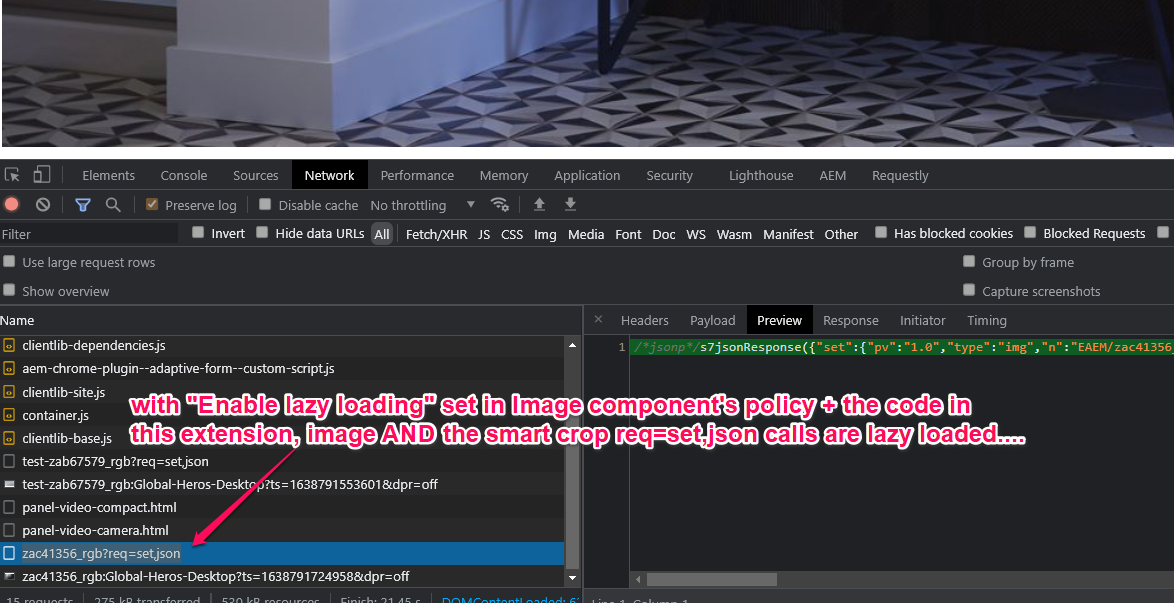 Elements Console Sources Network Performance Memory Application Security Lighthouse AEM Requestly
Preserve log Disable cache No throttling
Filter Invert Hide data URLs All Fetch/XHR JS CSS Img Media Font Doc WS Wasm Manifest Other Has blocked cookies Blocked Requests
Use large request rows Group by frame
Show overview Capture screenshots
Name × Headers Payload Preview Response Initiator Timing
clientlib-dependencies.js
1 /*jsonp*/s7jsonResponse({"set":{"pv":"1.0","type":"img","n":"EAEM/zac41356_
aem-chrome-plugin--adaptive-form--custom-script.js
clientlib-site.js
container.js
clientlib-base.js
with "Enable lazy loading" set in Image component's policy + the code in
this extension, image AND the smart crop req=set,json calls are lazy loaded....
test-zab67579_rgb?req=set,json
test-zab67579_rgb:Global-Heros-Desktop?ts=1638791553601&dpr=off
panel-video-compact.html
panel-video-camera.html
zac41356_rgb?req=set,json
zac41356_rgb:Global-Heros-Desktop?ts=1638791724958&dpr=off
15 requests 275 kB transferred 530 kB resources Finish: 21.45 s DOMContentLoaded:
Line 1, Column 1